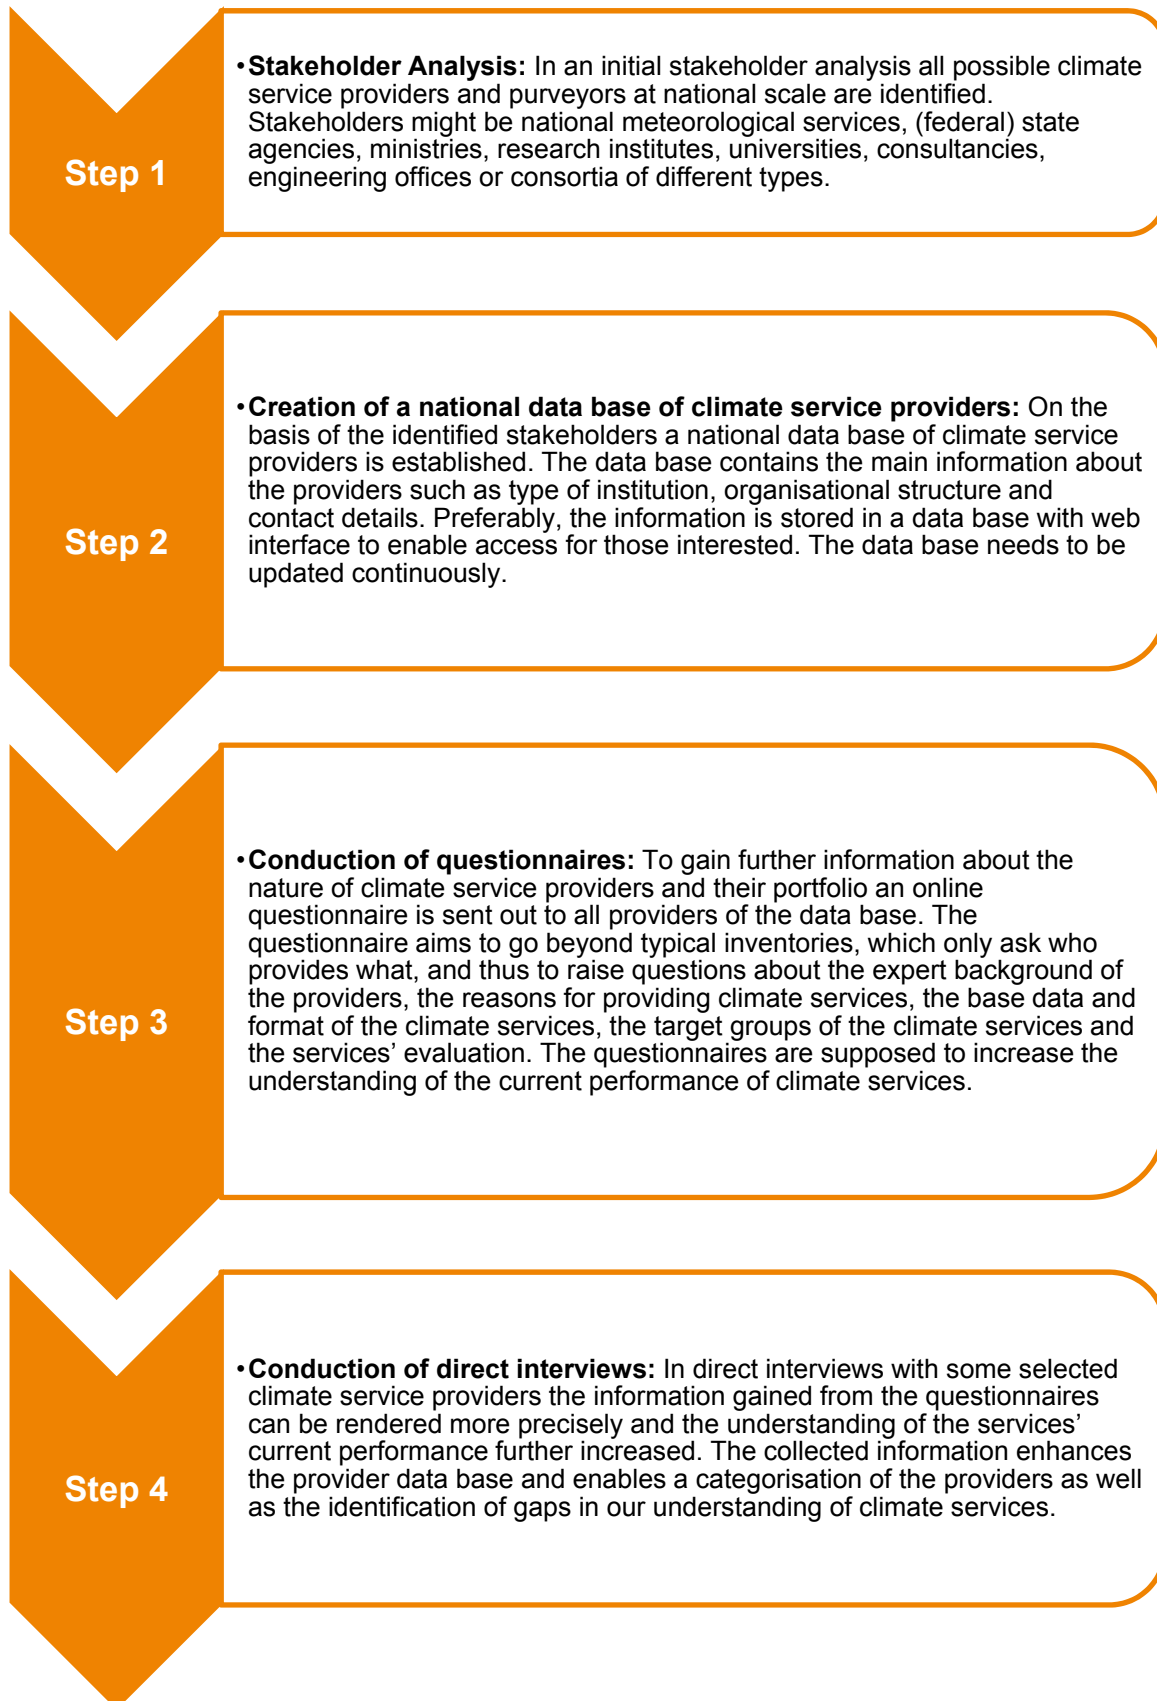 Step 1
•Stakeholder Analysis: In an initial stakeholder analysis all possible climate
service providers and purveyors at national scale are identified.
Stakeholders might be national meteorological services, (federal) state
agencies, ministries, research institutes, universities, consultancies,
engineering offices or consortia of different types.
Step 2
•Creation of a national data base of climate service providers: On the
basis of the identified stakeholders a national data base of climate service
providers is established. The data base contains the main information about
the providers such as type of institution, organisational structure and
contact details. Preferably, the information is stored in a data base with web
interface to enable access for those interested. The data base needs to be
updated continuously.
Step 3
•Conduction of questionnaires: To gain further information about the
nature of climate service providers and their portfolio an online
questionnaire is sent out to all providers of the data base. The
questionnaire aims to go beyond typical inventories, which only ask who
provides what, and thus to raise questions about the expert background of
the providers, the reasons for providing climate services, the base data and
format of the climate services, the target groups of the climate services and
the services’ evaluation. The questionnaires are supposed to increase the
understanding of the current performance of climate services.
Step 4
•Conduction of direct interviews: In direct interviews with some selected
climate service providers the information gained from the questionnaires
can be rendered more precisely and the understanding of the services’
current performance further increased. The collected information enhances
the provider data base and enables a categorisation of the providers as well
as the identification of gaps in our understanding of climate services.